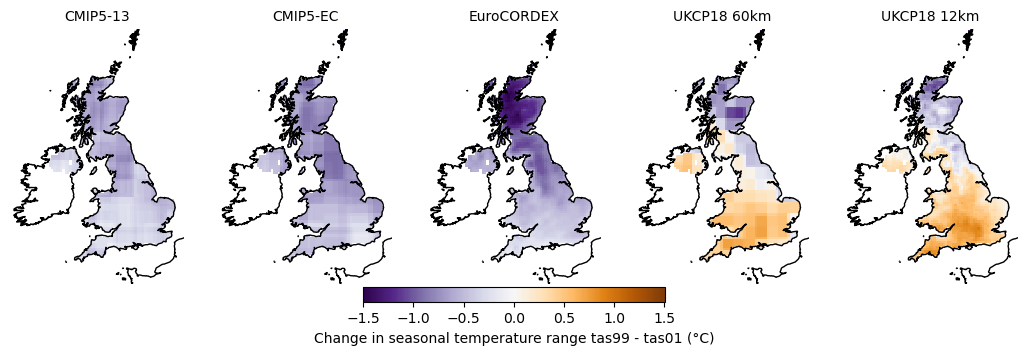 CMIP5-13 CMIP5-EC EuroCORDEX UKCP18 60km UKCP18 12km
−1.5 −1.0 −0.5 0.0 0.5 1.0 1.5
Change in seasonal temperature range tas99 - tas01 (°C)